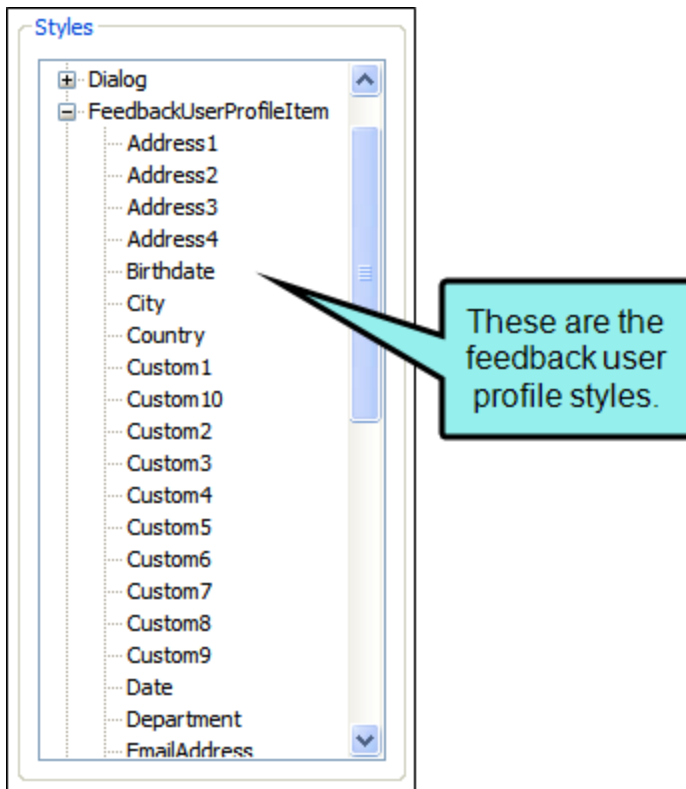 Styles
Dialog
FeedbackUserProfileItem
Address1
Address2
Address3
Address4
Birthdate
City
Country
Custom1
Custom10
Custom2
Custom3
Custom4
Custom5
Custom6
Custom7
Custom8
Custom9
Date
Department
EmailAddress
These are the
feedback user
profile styles.